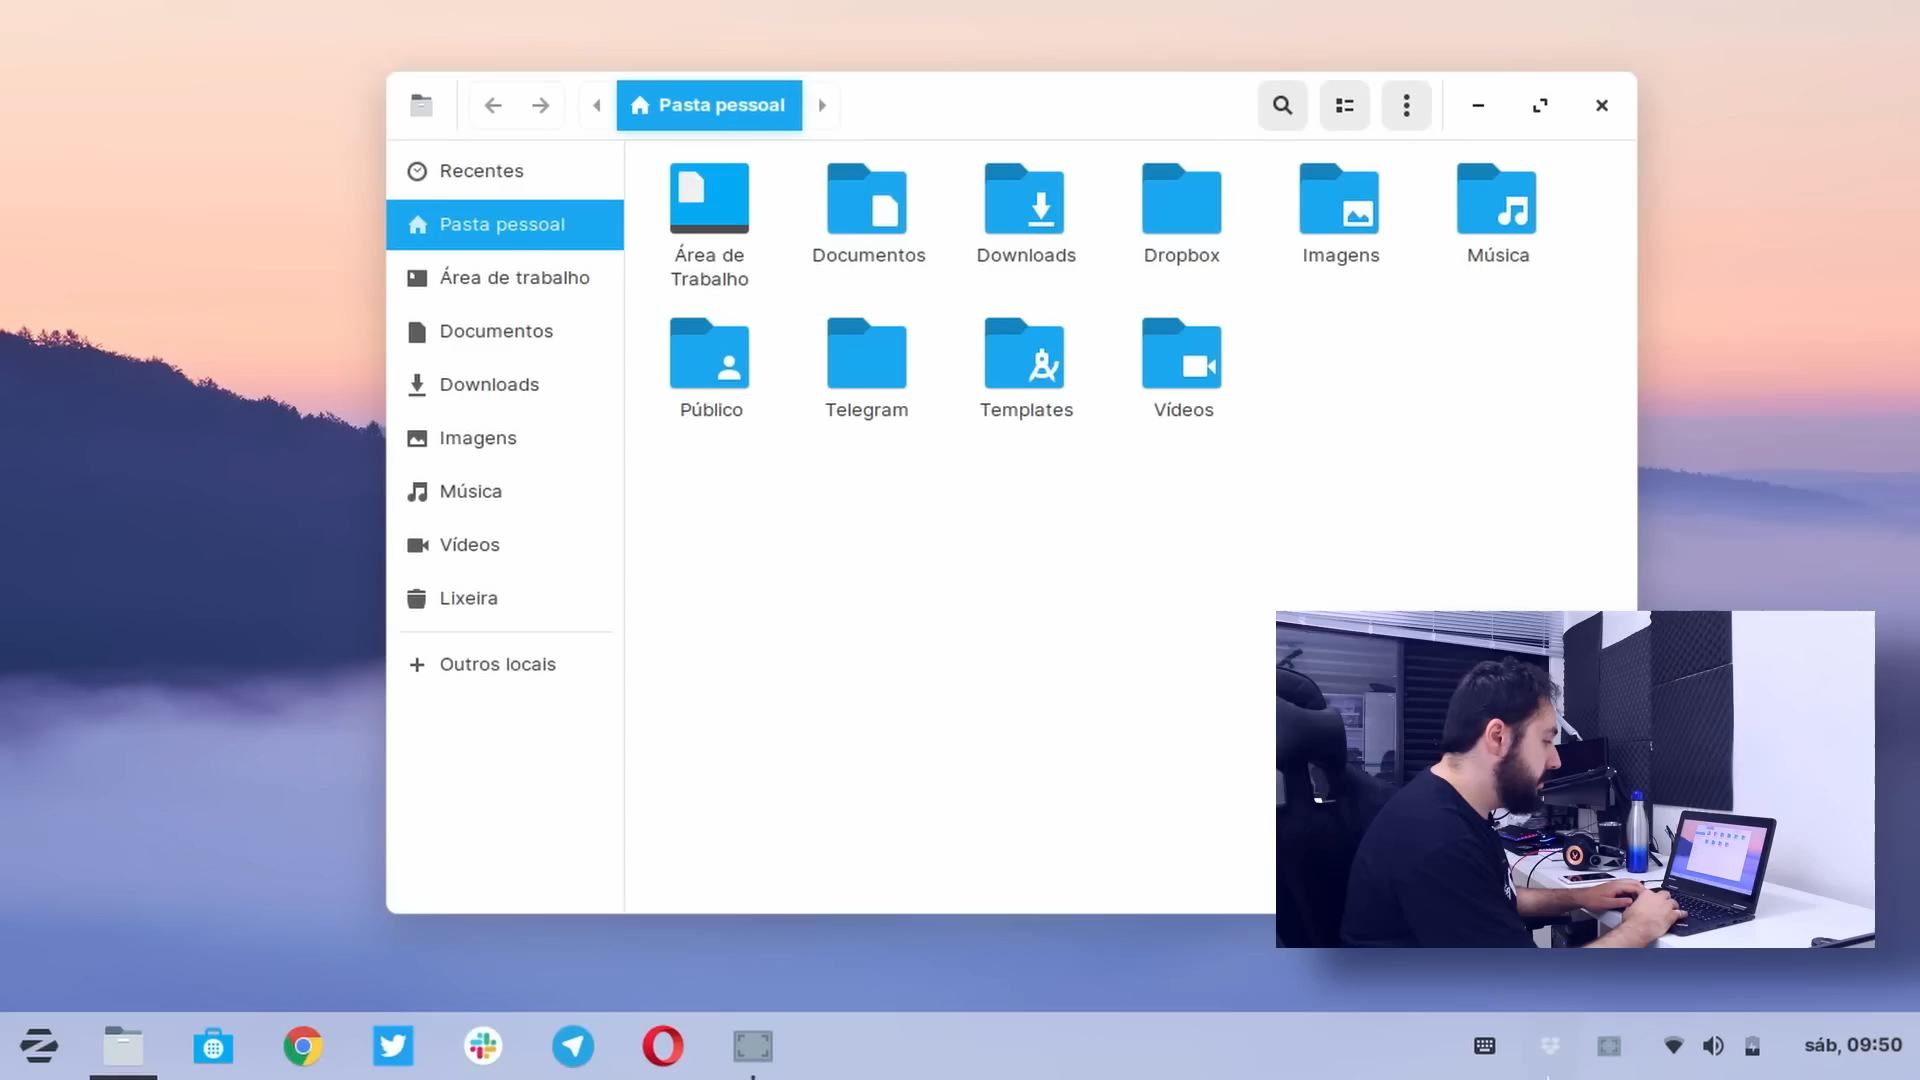 Pasta pessoal
Recentes
Pasta pessoal
Área de trabalho
Documentos
Downloads
Imagens
Música
Vídeos
Lixeira
Outros locais
Área de
Trabalho
Documentos
Downloads
Dropbox
Imagens
Música
Público
Telegram
Templates
Vídeos
sáb, 09:50